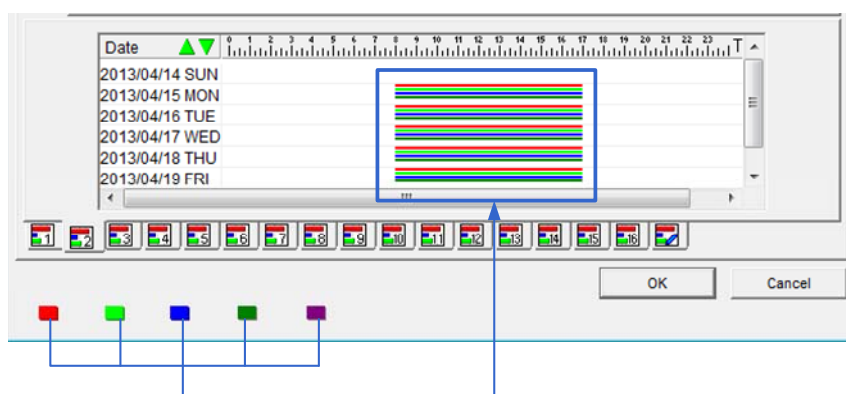 Date 0 1 2 3 4 5 6 7 8 9 10 11 12 13 14 15 16 17 18 19 20 21 22 23 T
2013/04/14 SUN
2013/04/15 MON
2013/04/16 TUE
2013/04/17 WED
2013/04/18 THU
2013/04/19 FRI
1 2 3 4 5 6 7 8 9 10 11 12 13 14 15 16
OK Cancel